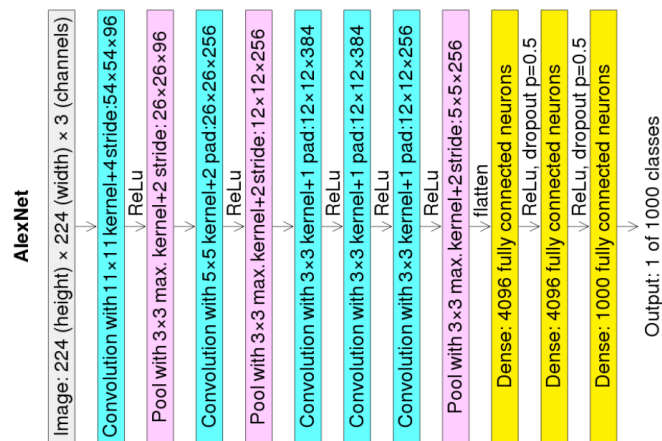 AlexNet
Image: 224 (height) × 224 (width) × 3 (channels)
Convolution with 11×11 kernel+4stride:54×54×96
ReLu
Pool with 3×3 max. kernel+2 stride: 26×26×96
Convolution with 5×5 kernel+2 pad:26×26×256
ReLu
Pool with 3×3 max. kernel+2stride:12×12×256
Convolution with 3×3 kernel+1 pad:12×12×384
ReLu
Convolution with 3×3 kernel+1 pad:12×12×384
ReLu
Convolution with 3×3 kernel+1 pad:12×12×256
ReLu
Pool with 3×3 max. kernel+2stride:5×5×256
flatten
Dense: 4096 fully connected neurons
ReLu, dropout p=0.5
Dense: 4096 fully connected neurons
ReLu, dropout p=0.5
Dense: 1000 fully connected neurons
Output: 1 of 1000 classes